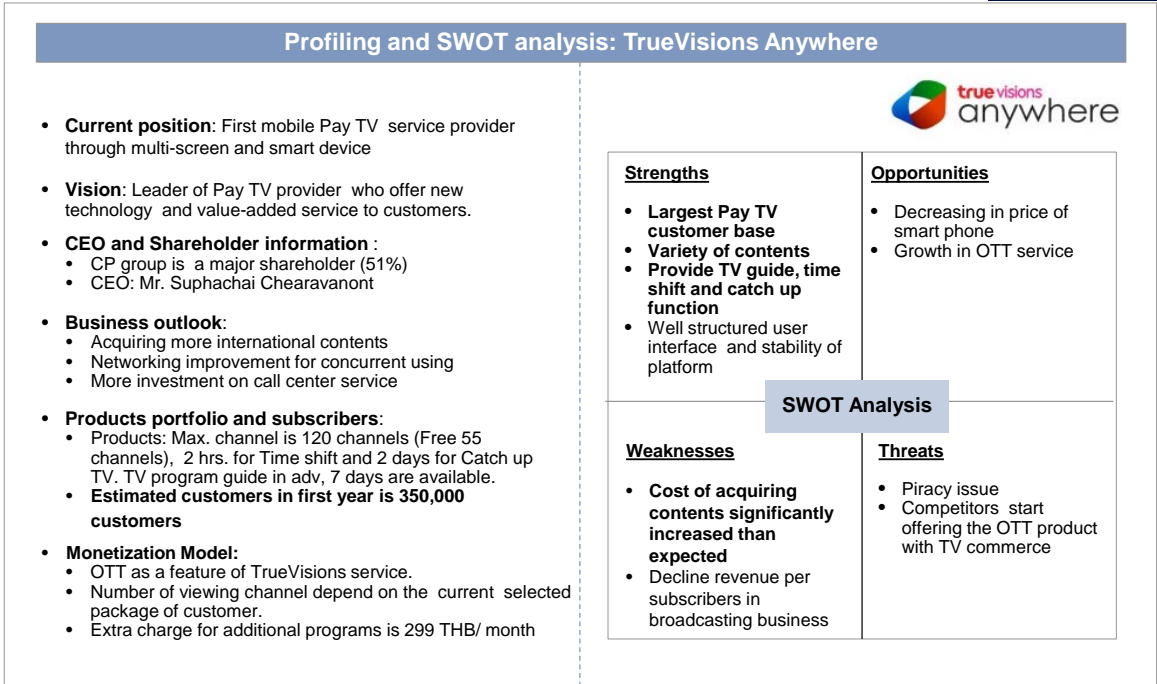 Profiling and SWOT analysis: TrueVisions Anywhere
• Current position: First mobile Pay TV service provider
through multi-screen and smart device
• Vision: Leader of Pay TV provider who offer new
technology and value-added service to customers.
• CEO and Shareholder information :
• CP group is a major shareholder (51%)
• CEO: Mr. Suphachai Chearavanont
• Business outlook:
• Acquiring more international contents
• Networking improvement for concurrent using
• More investment on call center service
• Products portfolio and subscribers:
• Products: Max. channel is 120 channels (Free 55
channels), 2 hrs. for Time shift and 2 days for Catch up
TV. TV program guide in adv, 7 days are available.
• Estimated customers in first year is 350,000
customers
• Monetization Model:
• OTT as a feature of TrueVisions service.
• Number of viewing channel depend on the current selected
package of customer.
• Extra charge for additional programs is 299 THB/ month
true visions
anywhere
Strengths
• Largest Pay TV
customer base
• Variety of contents
• Provide TV guide, time
shift and catch up
function
• Well structured user
interface and stability of
platform
Opportunities
• Decreasing in price of
smart phone
• Growth in OTT service
SWOT Analysis
Weaknesses
• Cost of acquiring
contents significantly
increased than
expected
• Decline revenue per
subscribers in
broadcasting business
Threats
• Piracy issue
• Competitors start
offering the OTT product
with TV commerce